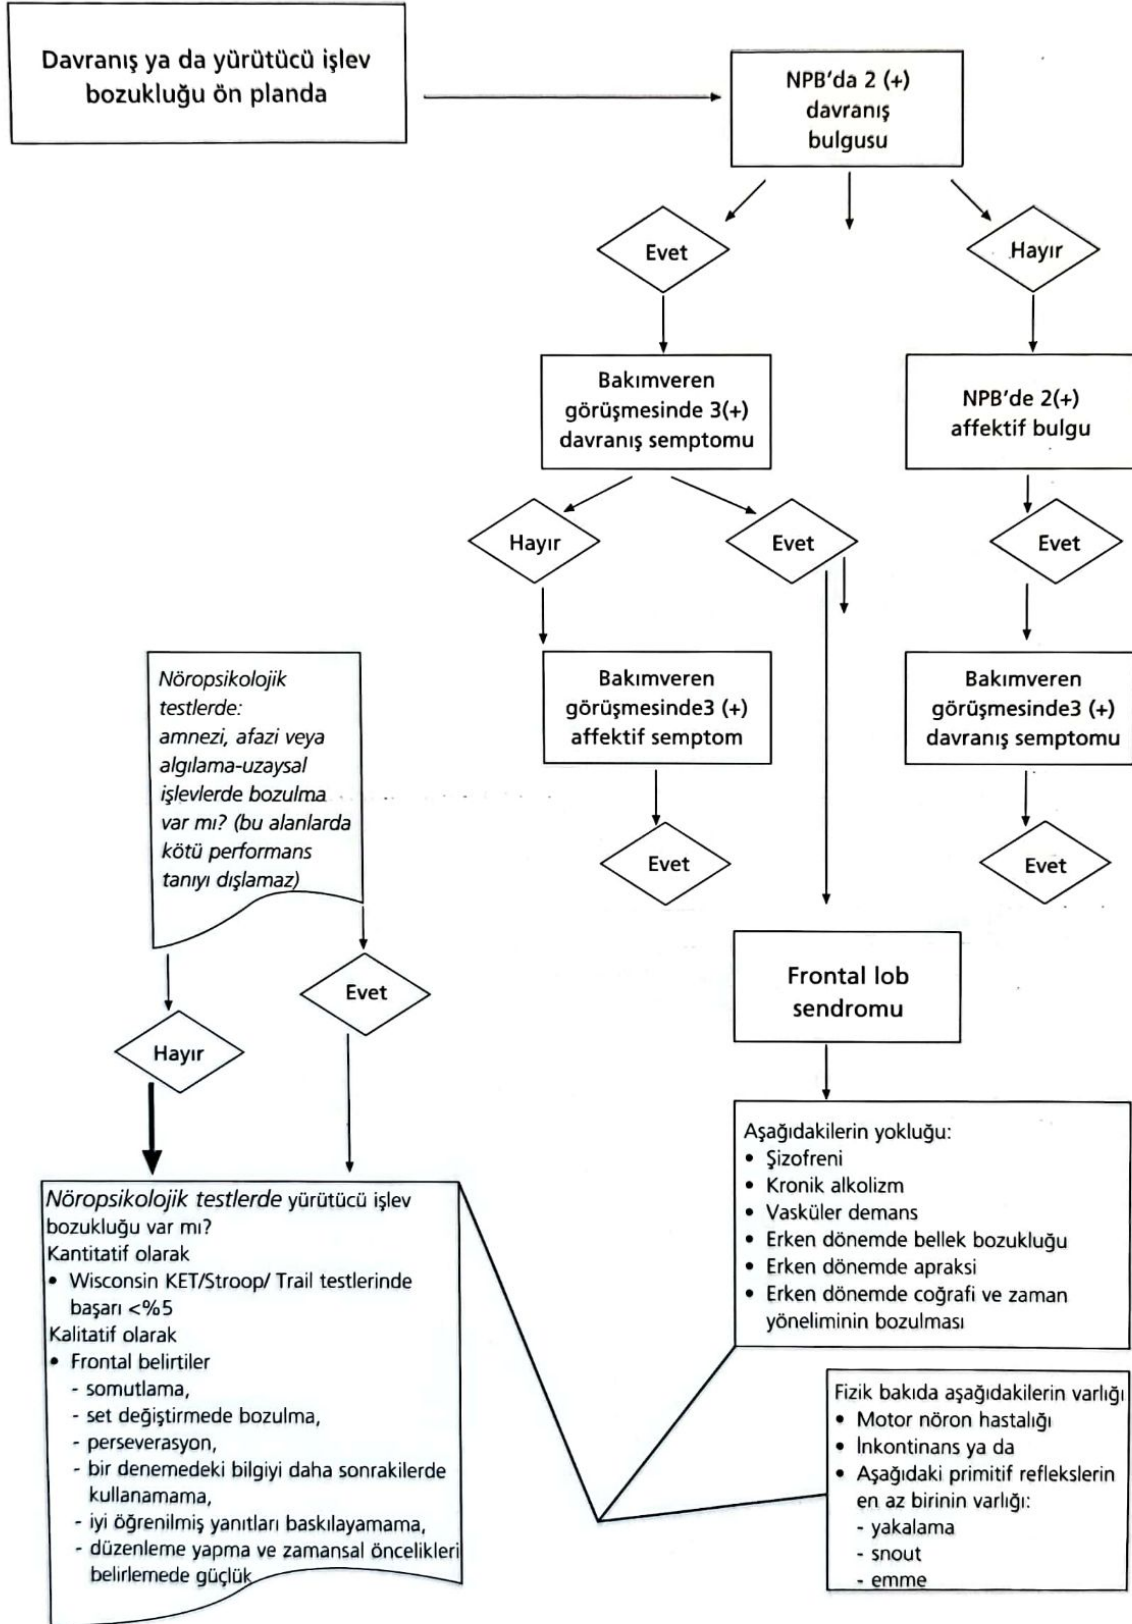 Davranış ya da yürütücü işlev
bozukluğu ön planda
NPB'da 2 (+)
davranış
bulgusu
Evet
Hayır
Bakımveren
görüşmesinde 3(+)
davranış semptomu
NPB'de 2(+)
affektif bulgu
Hayır
Evet
Evet
Bakımveren
görüşmesinde3 (+)
affektif semptom
Bakımveren
görüşmesinde3 (+)
davranış semptomu
Evet
Evet
Nöropsikolojik
testlerde:
amnezi, afazi veya
algılama-uzaysal
işlevlerde bozulma
var mı? (bu alanlarda
kötü performans
tanıyı dışlamaz)
Evet
Hayır
Frontal lob
sendromu
Aşağıdakilerin yokluğu:
• Şizofreni
• Kronik alkolizm
• Vasküler demans
• Erken dönemde bellek bozukluğu
• Erken dönemde apraksi
• Erken dönemde coğrafi ve zaman
yöneliminin bozulması
Nöropsikolojik testlerde yürütücü işlev
bozukluğu var mı?
Kantitatif olarak
• Wisconsin KET/Stroop/ Trail testlerinde
başarı <%5
Kalitatif olarak
• Frontal belirtiler
- somutlama,
- set değiştirmede bozulma,
- perseverasyon,
- bir denemedeki bilgiyi daha sonrakilerde
kullanamama,
- iyi öğrenilmiş yanıtları baskılayamama,
- düzenleme yapma ve zamansal öncelikleri
belirlemede güçlük
Fizik bakıda aşağıdakilerin varlığı
• Motor nöron hastalığı
• İnkontinans ya da
• Aşağıdaki primitif reflekslerin
en az birinin varlığı:
- yakalama
- snout
- emme